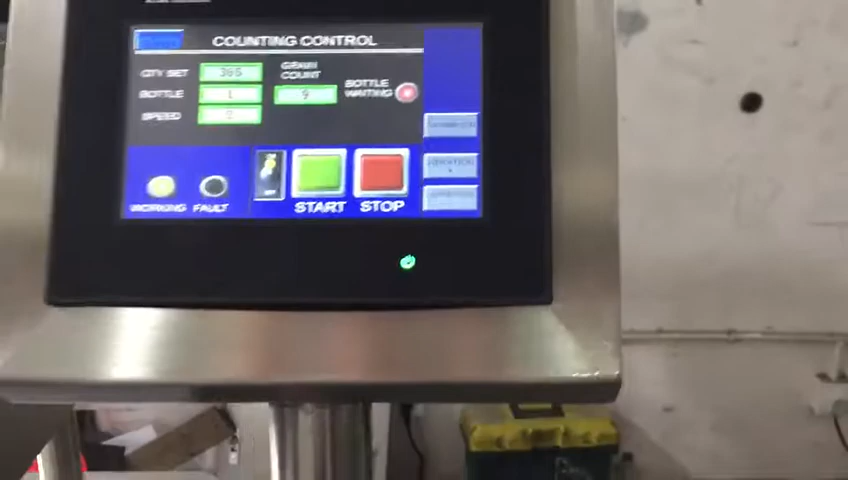 COUNTING CONTROL
QTY SET 365
GRAIN COUNT 9
BOTTLE 1
BOTTLE WAITING
SPEED
WORKING
FAULT
START
STOP